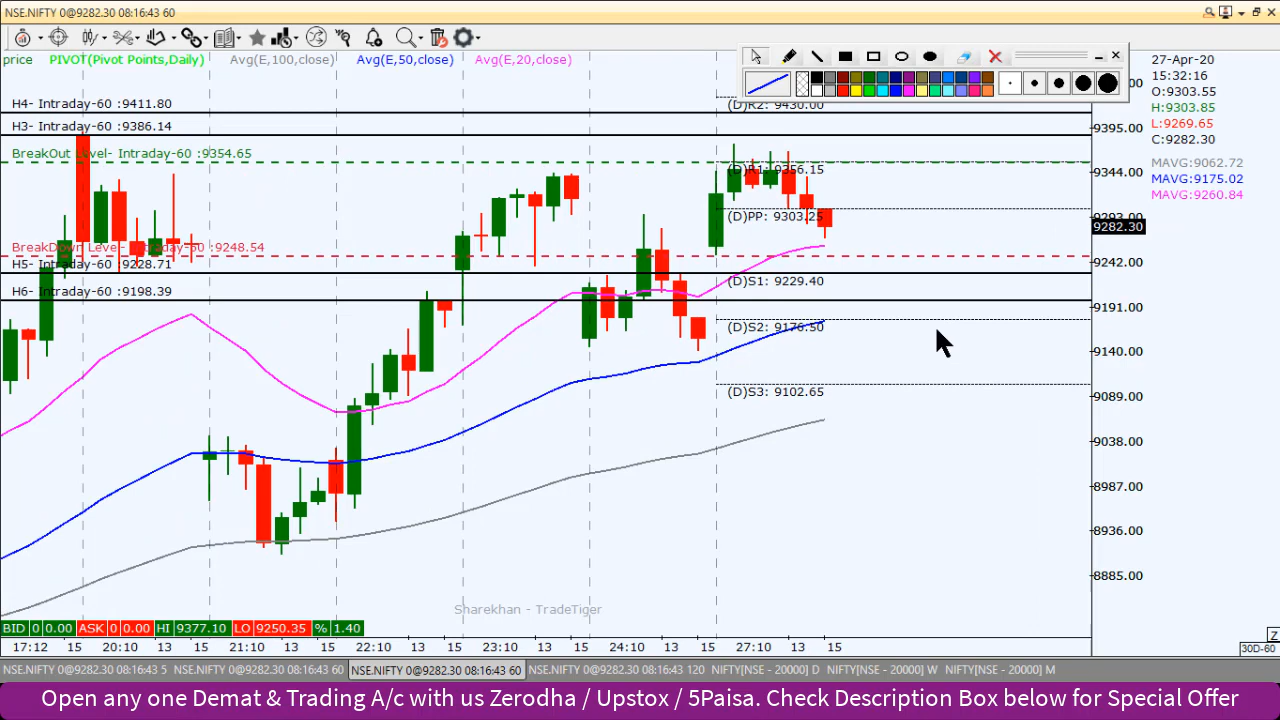 NSE.NIFTY 0@9282.30 08:16:43 60
price PIVOT(Pivot Points,Daily) Avg(E,100,close) Avg(E,50,close) Avg(E,20,close)
27-Apr-20
15:32:16
O:9303.55
H:9303.85
L:9269.65
C:9282.30
MAVG:9062.72
MAVG:9175.02
MAVG:9260.84
H4- Intraday-60 :9411.80
H3- Intraday-60 :9386.14
BreakOut Level- Intraday-60 :9354.65
BreakDown Level- Intraday-60 :9248.54
H5- Intraday-60 :9228.71
H6- Intraday-60 :9198.39
(D)R2: 9430.00
(D)R1: 9356.15
(D)PP: 9303.25
(D)S1: 9229.40
(D)S2: 9176.50
(D)S3: 9102.65
9395.00
9344.00
9293.00
9282.30
9242.00
9191.00
9140.00
9089.00
9038.00
8987.00
8936.00
8885.00
Sharekhan - TradeTiger
BID 0 0.00 ASK 0 0.00 HI 9377.10 LO 9250.35 % 1.40
Z
17:12 15 20:10 13 15 21:10 13 15 22:10 13 15 23:10 13 15 24:10 13 15 27:10 13 15
30D-60
NSE.NIFTY 0@9282.30 08:16:43 5 NSE.NIFTY 0@9282.30 08:16:43 60 NSE.NIFTY 0@9282.30 08:16:43 60 NSE.NIFTY 0@9282.30 08:16:43 120 NIFTY[NSE - 20000] D NIFTY[NSE - 20000] W NIFTY[NSE - 20000] M
Open any one Demat & Trading A/c with us Zerodha / Upstox / 5Paisa. Check Description Box below for Special Offer